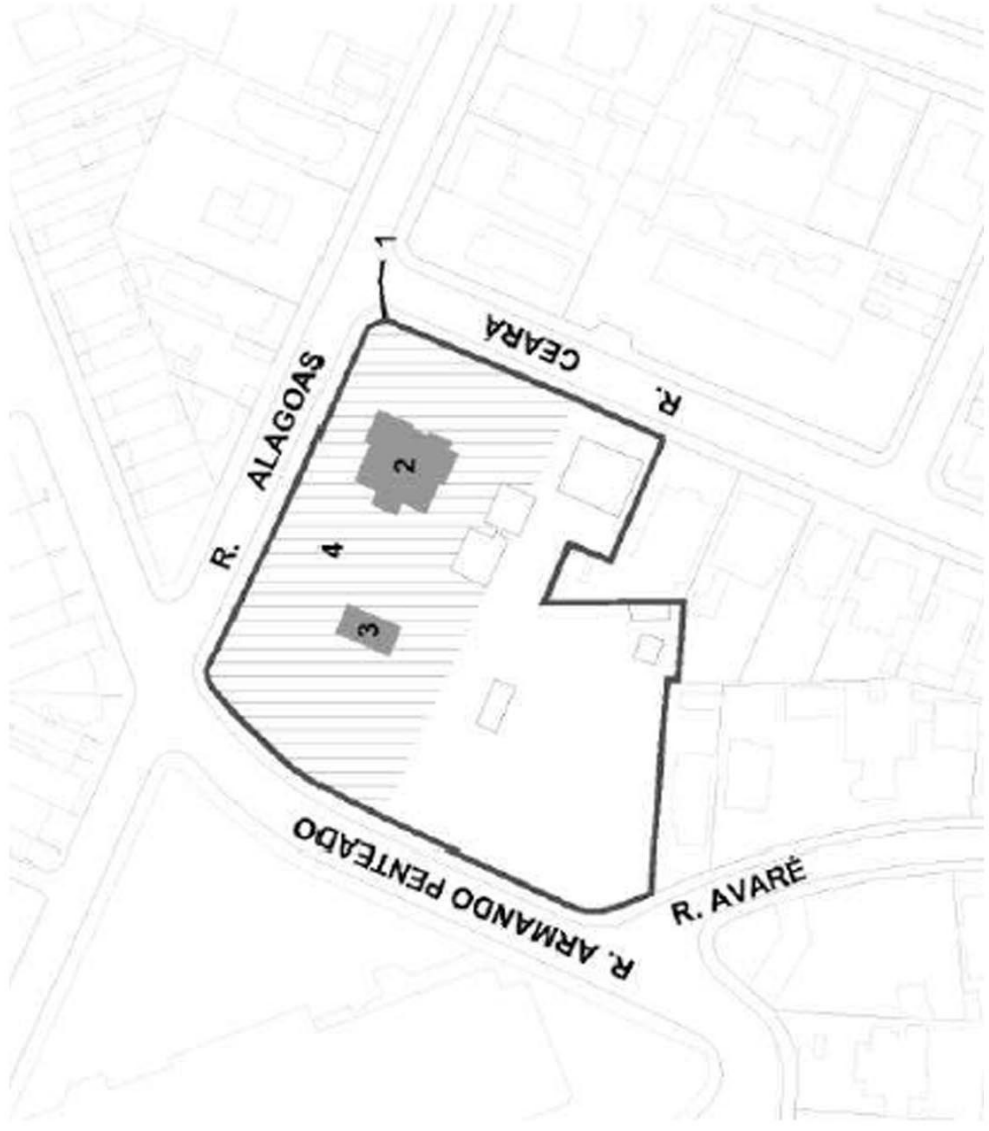 1
R. CEARÁ
R. ALAGOAS
2
4
3
R. ARMANDO PENTEADO
R. AVARÉ